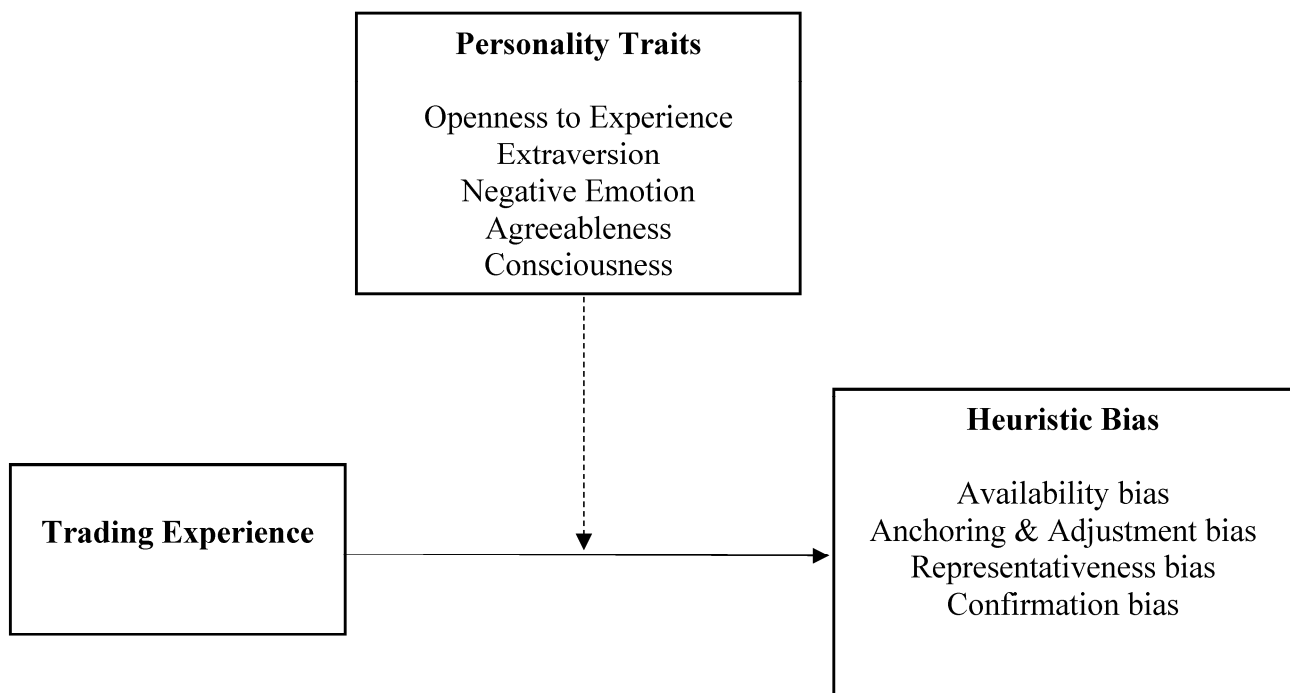 Personality Traits
Openness to Experience
Extraversion
Negative Emotion
Agreeableness
Consciousness
Trading Experience
Heuristic Bias
Availability bias
Anchoring & Adjustment bias
Representativeness bias
Confirmation bias